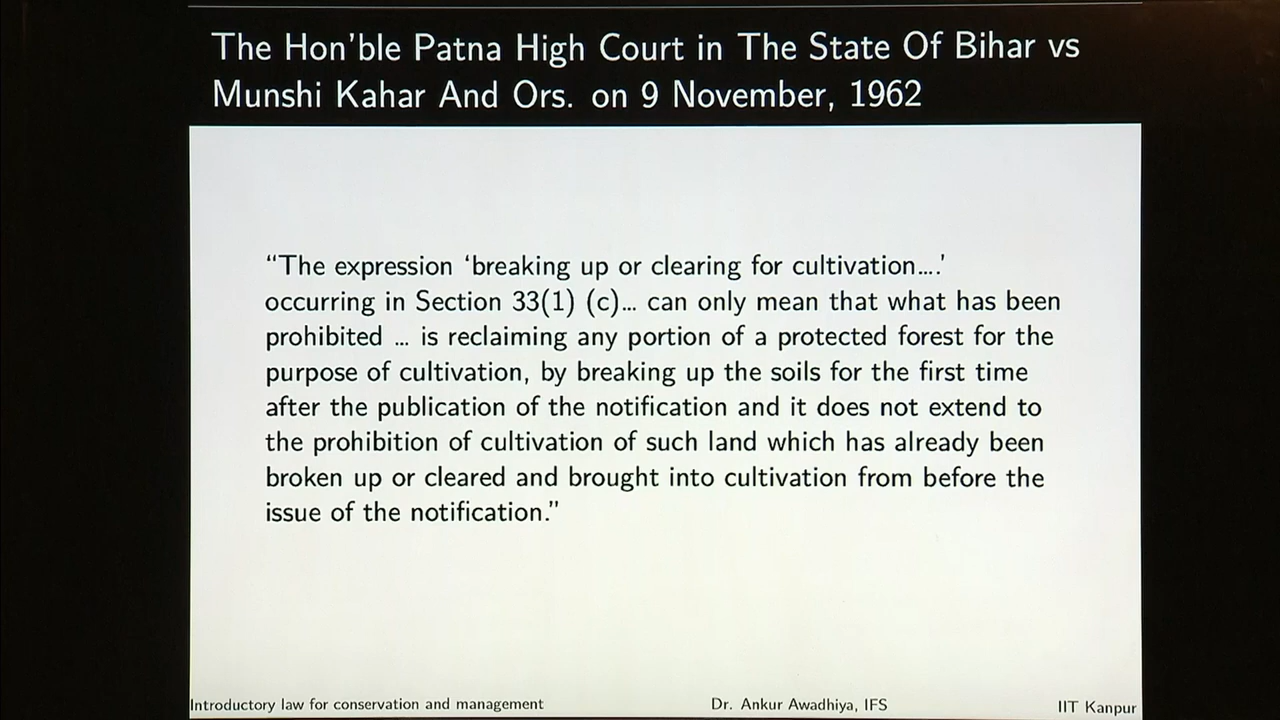 The Hon'ble Patna High Court in The State Of Bihar vs
Munshi Kahar And Ors. on 9 November, 1962
“The expression ‘breaking up or clearing for cultivation….’
occurring in Section 33(1) (c)… can only mean that what has been
prohibited … is reclaiming any portion of a protected forest for the
purpose of cultivation, by breaking up the soils for the first time
after the publication of the notification and it does not extend to
the prohibition of cultivation of such land which has already been
broken up or cleared and brought into cultivation from before the
issue of the notification.”
Introductory law for conservation and management Dr. Ankur Awadhiya, IFS IIT Kanpur